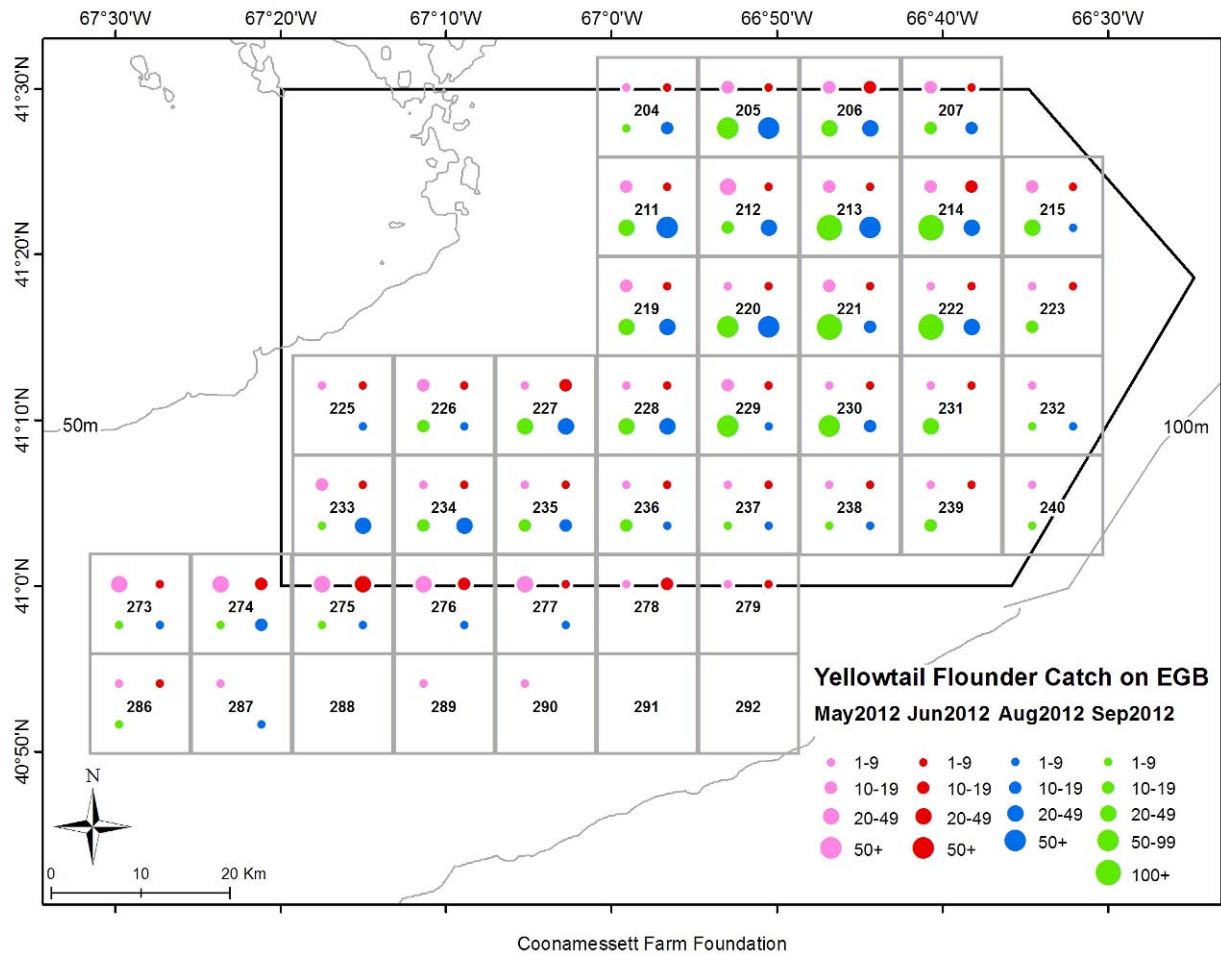 67°30'W 67°20'W 67°10'W 67°0'W 66°50'W 66°40'W 66°30'W
41°30'N
41°20'N
41°10'N
41°0'N
40°50'N
204 205 206 207
211 212 213 214 215
219 220 221 222 223
225 226 227 228 229 230 231 232
50m
100m
233 234 235 236 237 238 239 240
273 274 275 276 277 278 279
286 287 288 289 290 291 292
Yellowtail Flounder Catch on EGB
May2012 Jun2012 Aug2012 Sep2012
1-9 1-9 1-9 1-9
10-19 10-19 10-19 10-19
20-49 20-49 20-49 20-49
50+ 50+ 50+ 50-99
100+
N
0 10 20 Km
Coonamessett Farm Foundation